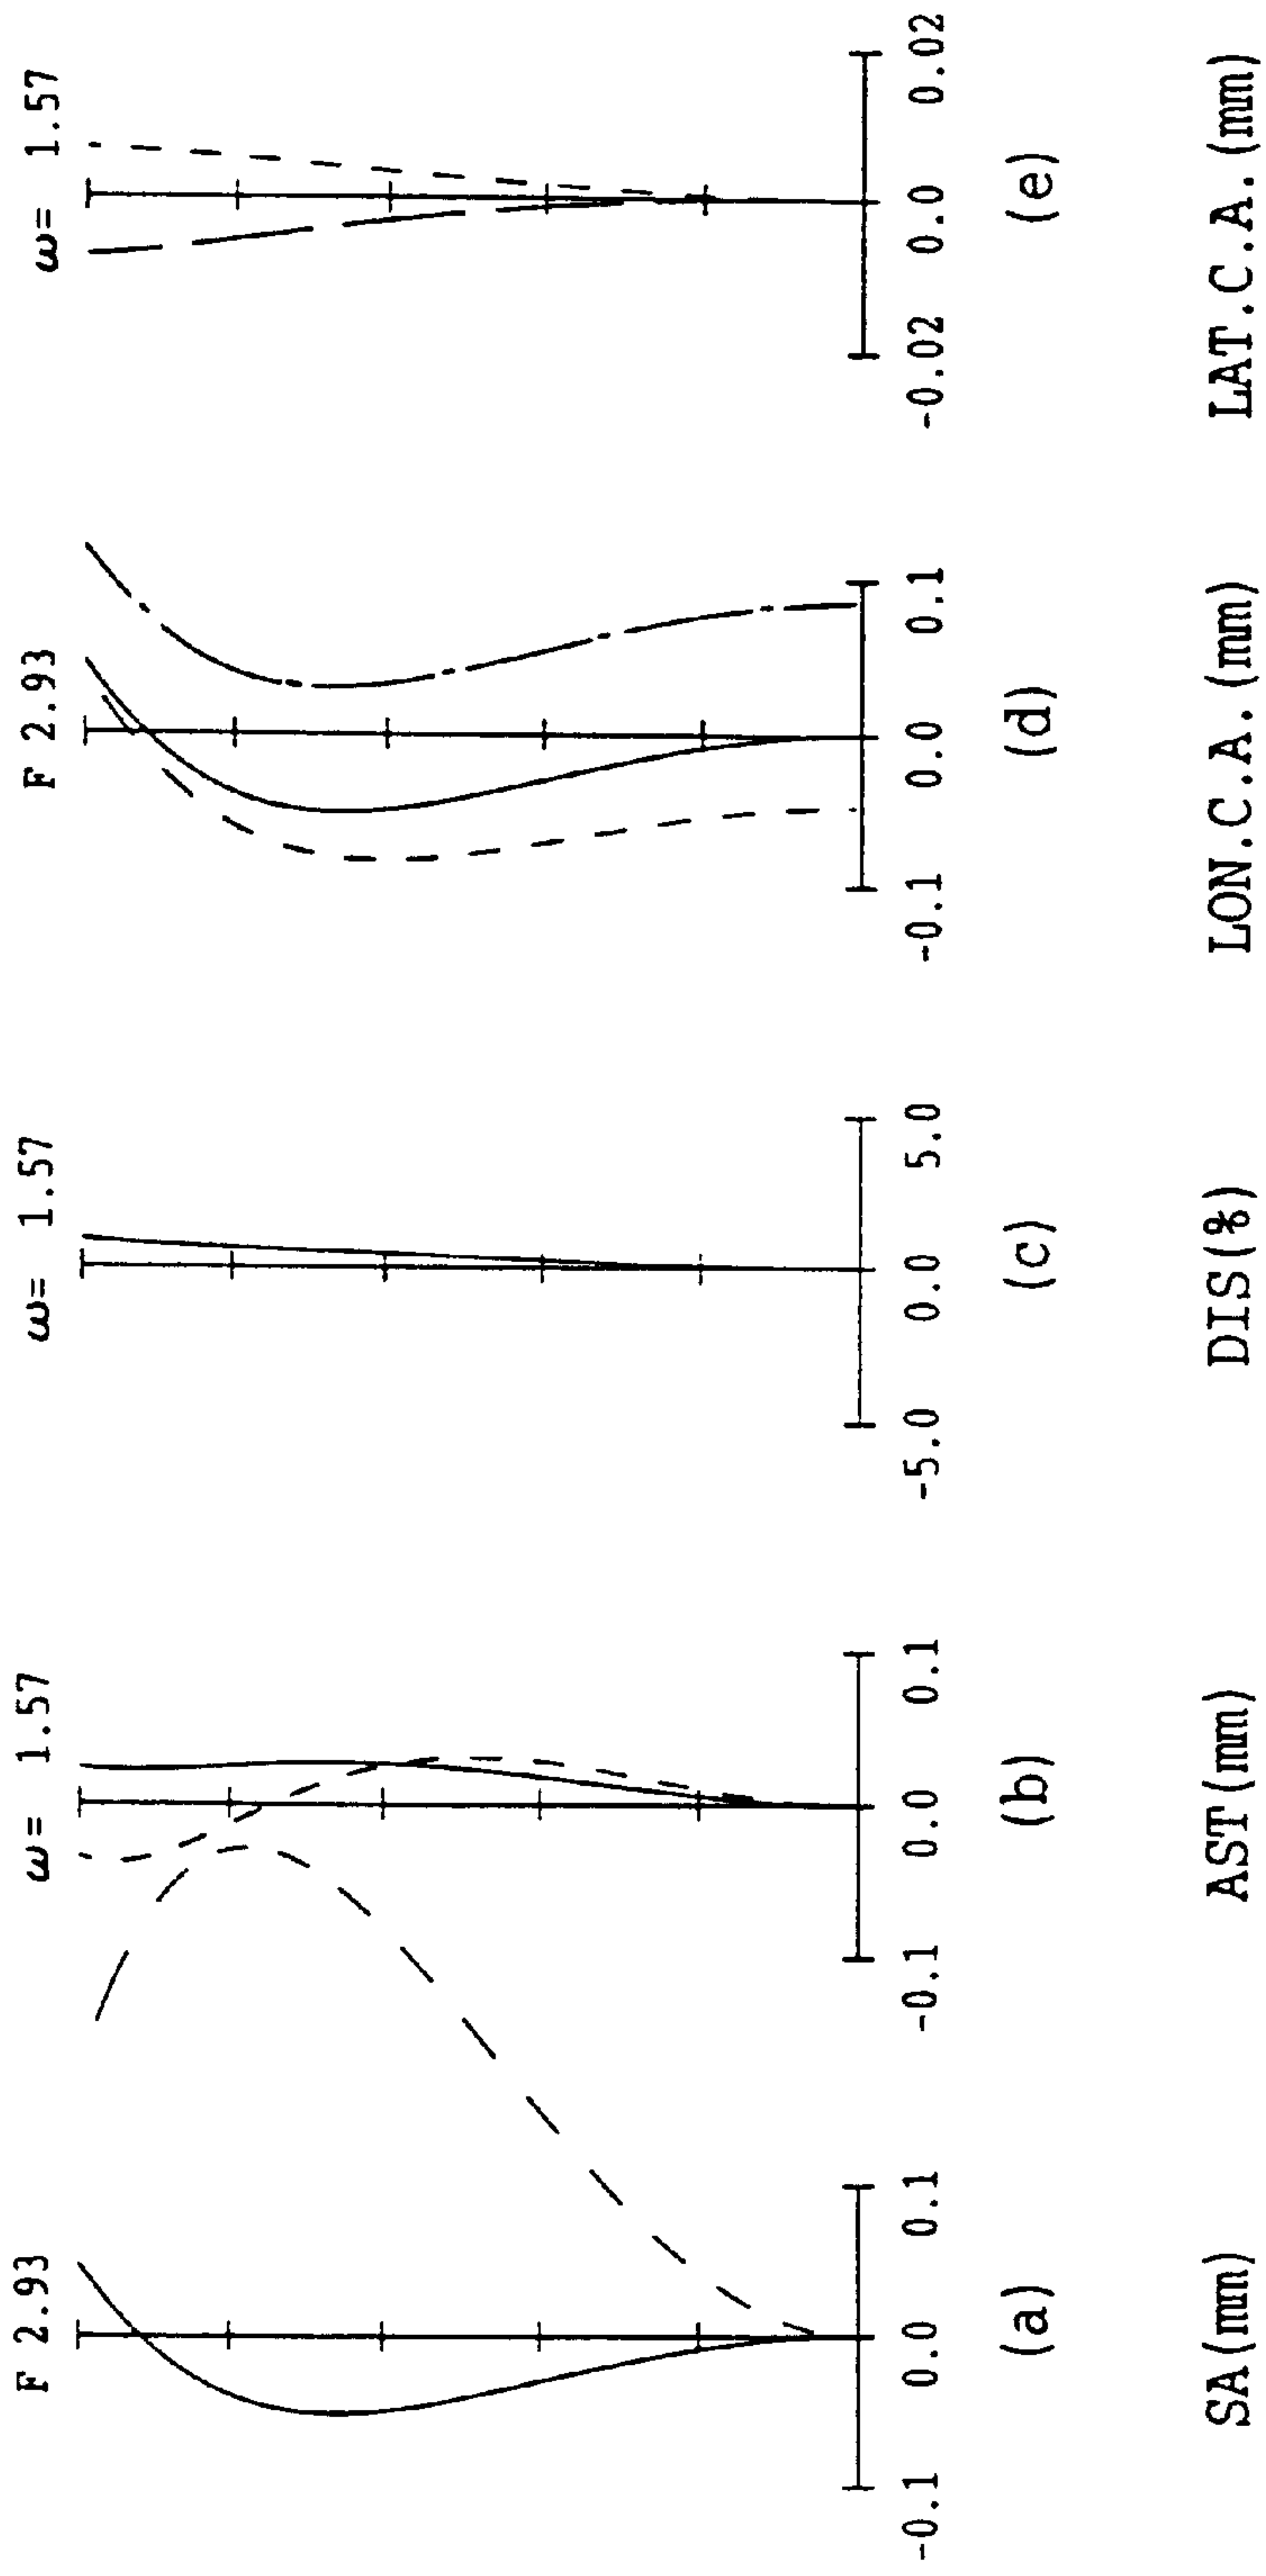 F 2.93
-0.1 0.0 0.1
(a)
SA(mm)
ω= 1.57
-0.1 0.0 0.1
(b)
AST(mm)
ω= 1.57
-5.0 0.0 5.0
(c)
DIS(%)
F 2.93
-0.1 0.0 0.1
(d)
LON.C.A.(mm)
ω= 1.57
-0.02 0.0 0.02
(e)
LAT.C.A.(mm)